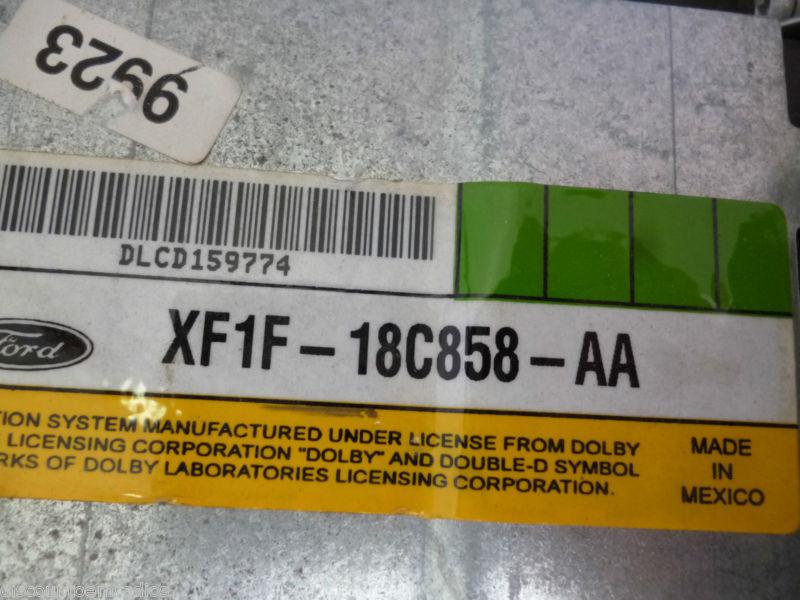 9923
DLCD159774
Ford
XF1F-18C858-AA
TION SYSTEM MANUFACTURED UNDER LICENSE FROM DOLBY
LICENSING CORPORATION "DOLBY" AND DOUBLE-D SYMBOL
RKS OF DOLBY LABORATORIES LICENSING CORPORATION.
MADE
IN
MEXICO
discountoemradios